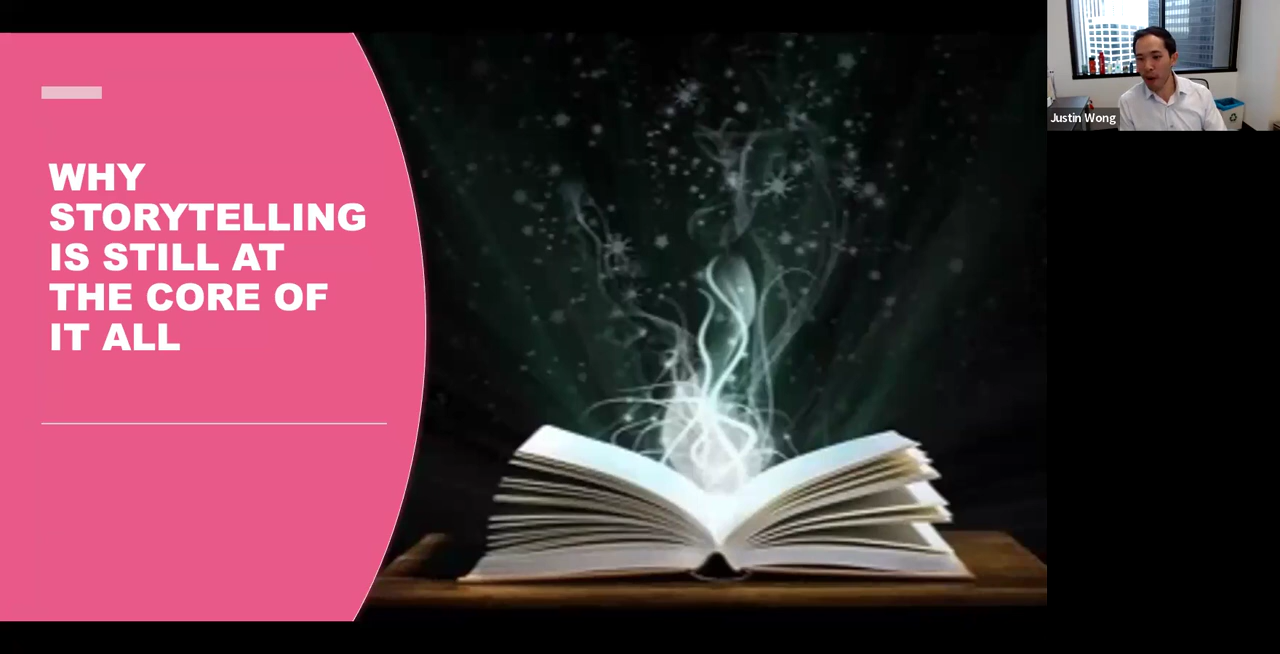 WHY
STORYTELLING
IS STILL AT
THE CORE OF
IT ALL
Justin Wong